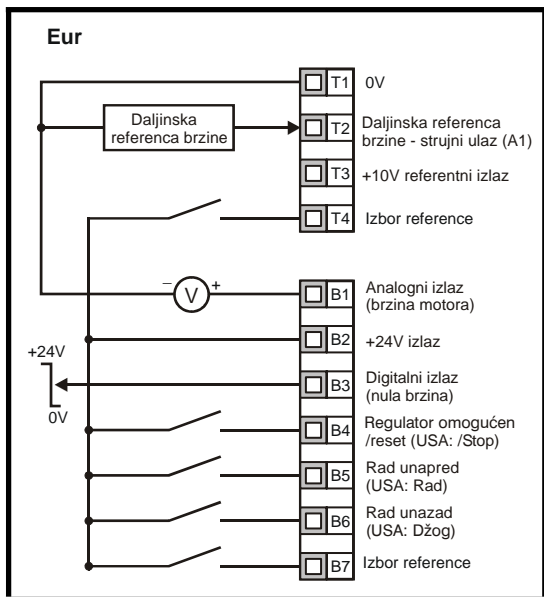 Eur
T1 0V
Daljinska
referenca brzine
T2 Daljinska referenca
brzine - strujni ulaz (A1)
T3 +10V referentni izlaz
T4 Izbor reference
− V +
B1 Analogni izlaz
(brzina motora)
B2 +24V izlaz
+24V
0V
B3 Digitalni izlaz
(nula brzina)
B4 Regulator omogućen
/reset (USA: /Stop)
B5 Rad unapred
(USA: Rad)
B6 Rad unazad
(USA: Džog)
B7 Izbor reference